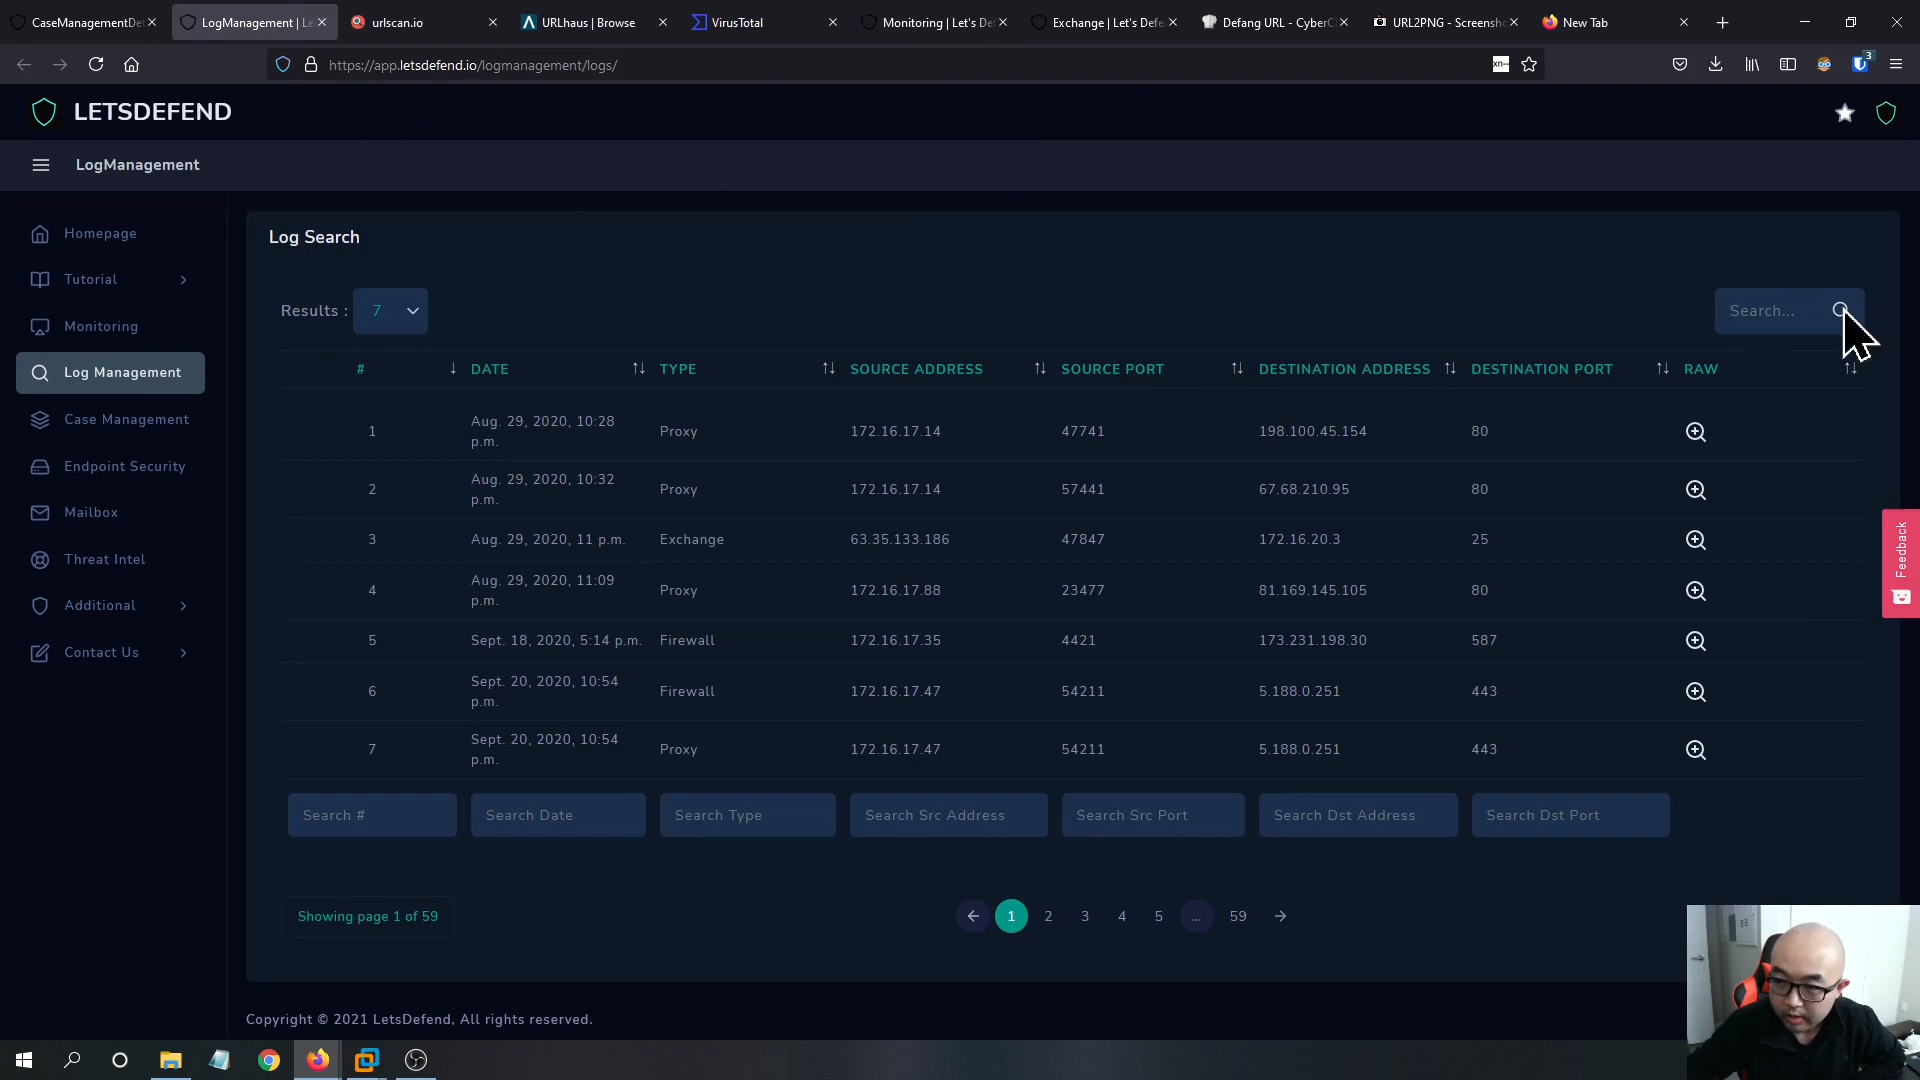 CaseManagementDet
LogManagement | Le
urlscan.io
URLhaus | Browse
VirusTotal
Monitoring | Let's De
Exchange | Let's Defe
Defang URL - CyberC
URL2PNG - Screensho
New Tab
https://app.letsdefend.io/logmanagement/logs/
xn--
3
LETSDEFEND
LogManagement
Homepage
Tutorial
Monitoring
Log Management
Case Management
Endpoint Security
Mailbox
Threat Intel
Additional
Contact Us
Log Search
Results : 7
Search...
# DATE TYPE SOURCE ADDRESS SOURCE PORT DESTINATION ADDRESS DESTINATION PORT RAW
1 Aug. 29, 2020, 10:28 p.m. Proxy 172.16.17.14 47741 198.100.45.154 80
2 Aug. 29, 2020, 10:32 p.m. Proxy 172.16.17.14 57441 67.68.210.95 80
3 Aug. 29, 2020, 11 p.m. Exchange 63.35.133.186 47847 172.16.20.3 25
4 Aug. 29, 2020, 11:09 p.m. Proxy 172.16.17.88 23477 81.169.145.105 80
5 Sept. 18, 2020, 5:14 p.m. Firewall 172.16.17.35 4421 173.231.198.30 587
6 Sept. 20, 2020, 10:54 p.m. Firewall 172.16.17.47 54211 5.188.0.251 443
7 Sept. 20, 2020, 10:54 p.m. Proxy 172.16.17.47 54211 5.188.0.251 443
Search # Search Date Search Type Search Src Address Search Src Port Search Dst Address Search Dst Port
Showing page 1 of 59
1 2 3 4 5 ... 59
Feedback
Copyright © 2021 LetsDefend, All rights reserved.